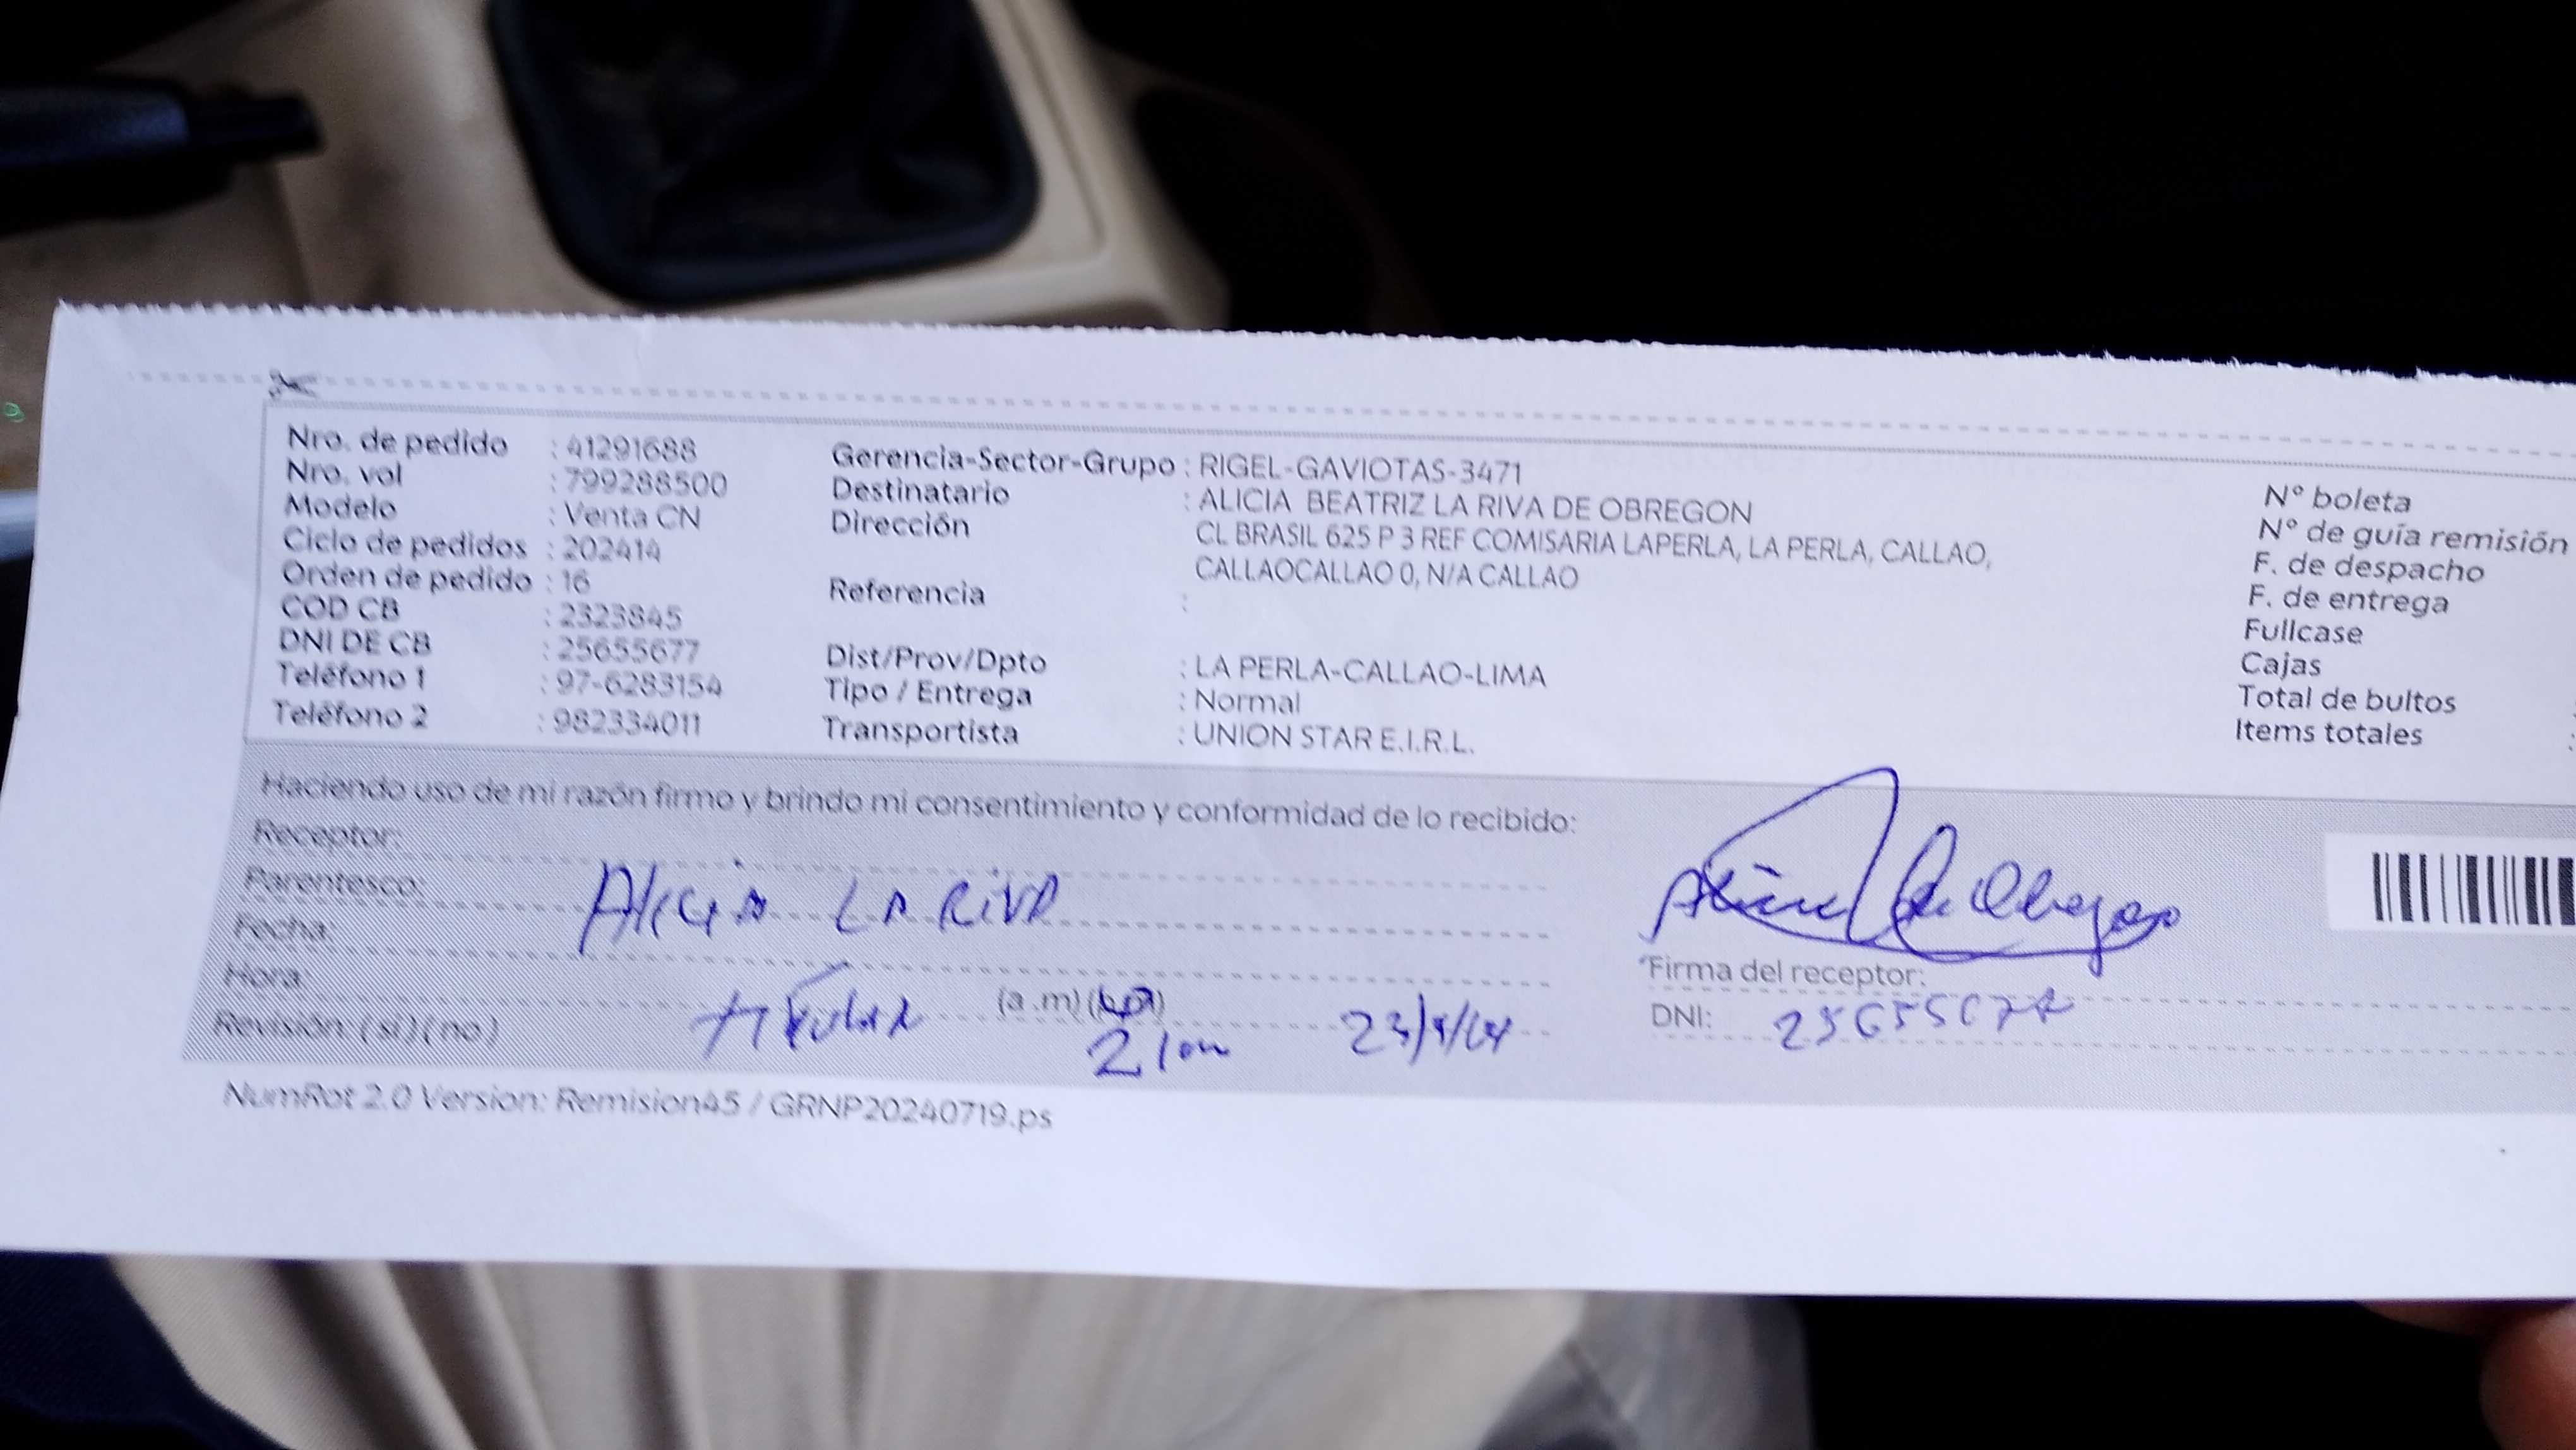 Nro. de pedido : 41291688
Nro. vol : 799288500
Modelo : Venta CN
Ciclo de pedidos : 202414
Orden de pedido : 16
COD CB : 2323845
DNI DE CB : 25655677
Teléfono 1 : 97-6283154
Teléfono 2 : 982334011
Gerencia-Sector-Grupo : RIGEL-GAVIOTAS-3471
Destinatario : ALICIA BEATRIZ LA RIVA DE OBREGON
Dirección CL BRASIL 625 P 3 REF COMISARIA LAPERLA, LA PERLA, CALLAO,
CALLAOCALLAO 0, N/A CALLAO
Referencia :
Dist/Prov/Dpto : LA PERLA-CALLAO-LIMA
Tipo / Entrega : Normal
Transportista : UNION STAR E.I.R.L.
N° boleta
N° de guía remisión
F. de despacho
F. de entrega
Fullcase
Cajas
Total de bultos :
Items totales :
Haciendo uso de mi razón firmo y brindo mi consentimiento y conformidad de lo recibido:
Receptor:
Parentesco: Alicia LA RIVA
Fecha:
Hora: (a.m)
Revisión: (si) (no) titular
Firma del receptor:
DNI: 25655677
NumRot 2.0 Version: Remision45 / GRNP20240719.ps